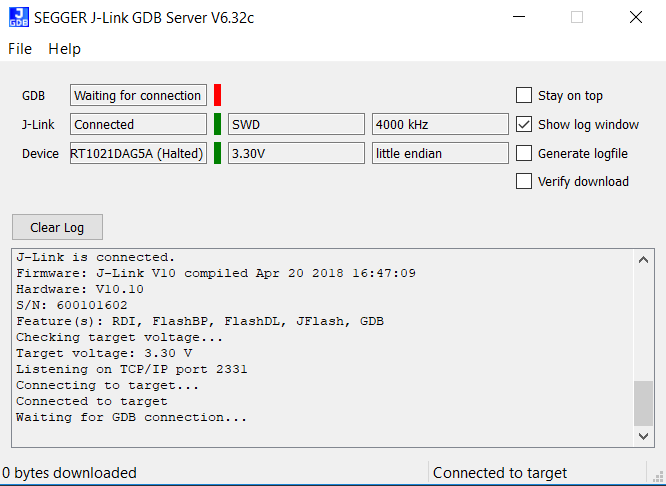 J GDB SEGGER J-Link GDB Server V6.32c
File Help
GDB Waiting for connection Stay on top
J-Link Connected SWD 4000 kHz Show log window
Device RT1021DAG5A (Halted) 3.30V little endian Generate logfile
Verify download
Clear Log
J-Link is connected.
Firmware: J-Link V10 compiled Apr 20 2018 16:47:09
Hardware: V10.10
S/N: 600101602
Feature(s): RDI, FlashBP, FlashDL, JFlash, GDB
Checking target voltage...
Target voltage: 3.30 V
Listening on TCP/IP port 2331
Connecting to target...
Connected to target
Waiting for GDB connection...
0 bytes downloaded Connected to target